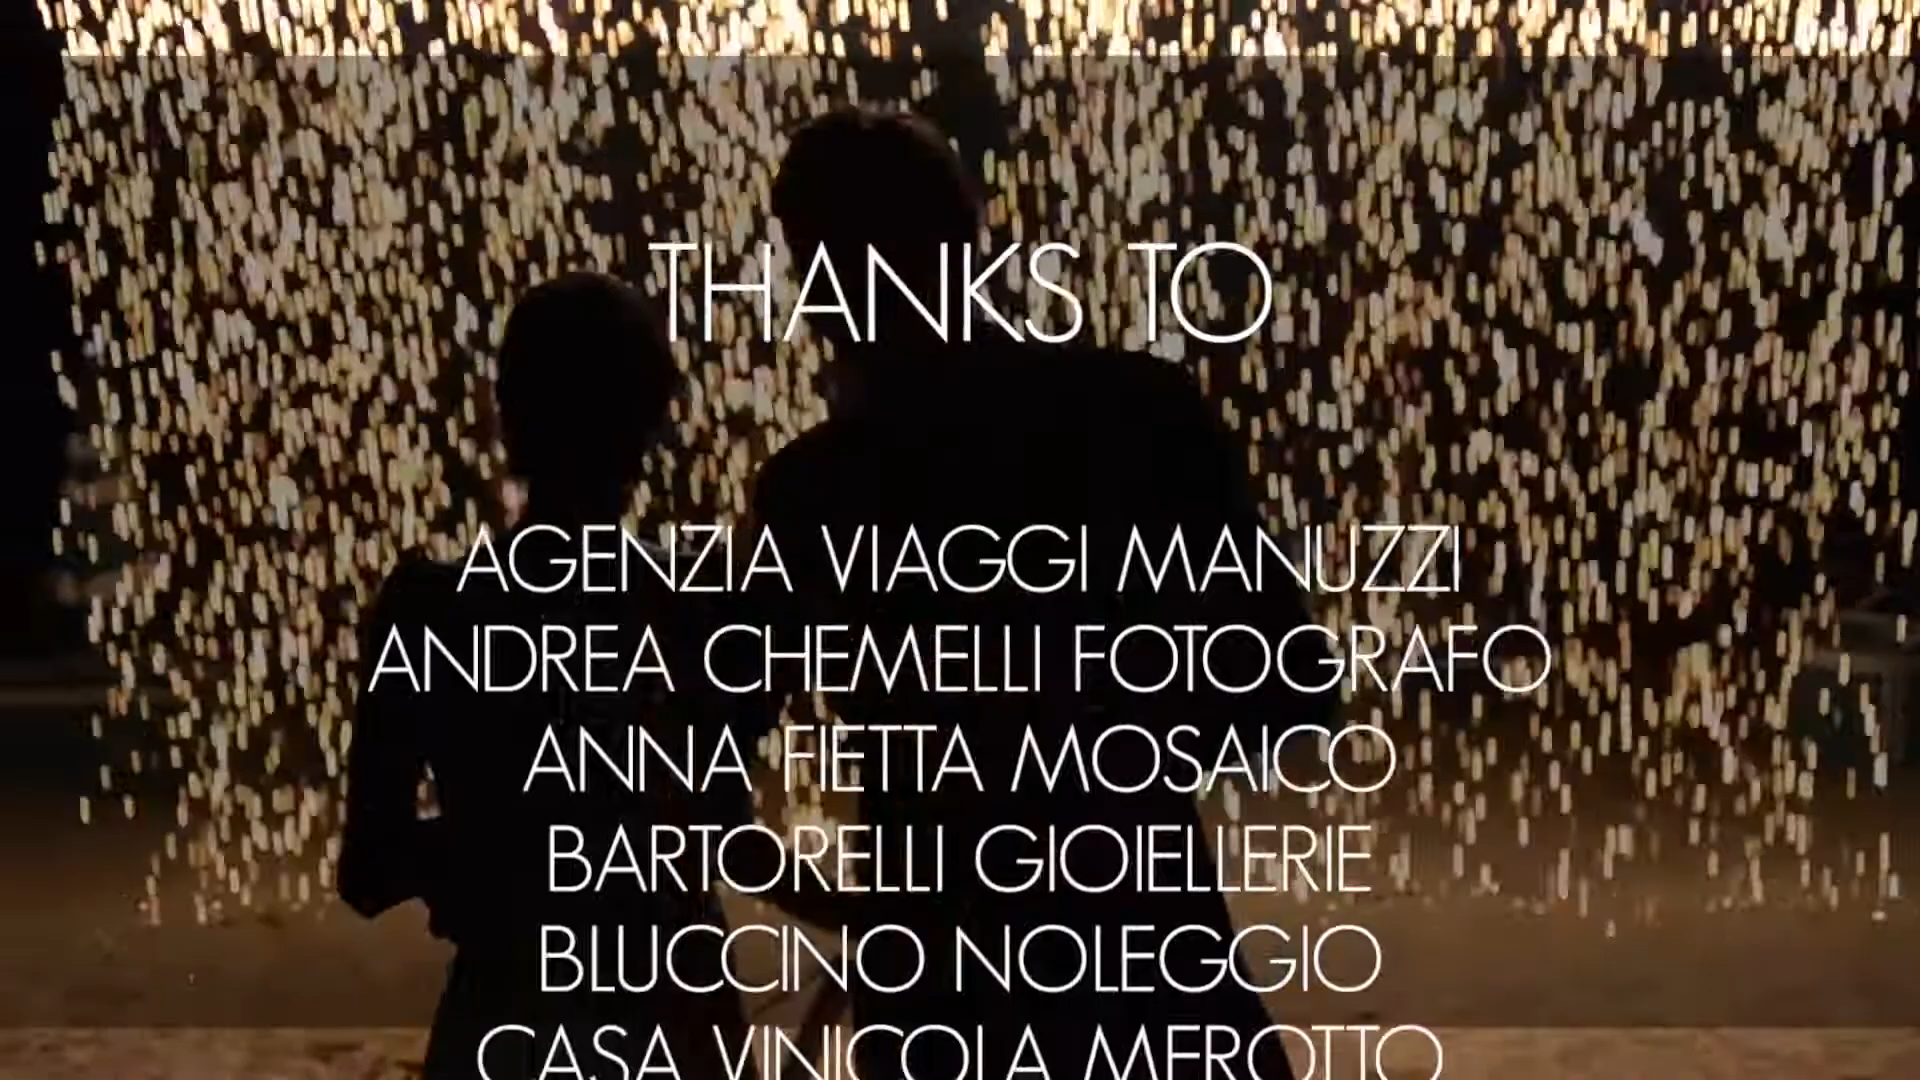 THANKS TO
AGENZIA VIAGGI MANUZZI
ANDREA CHEMELLI FOTOGRAFO
ANNA FIETTA MOSAICO
BARTORELLI GIOIELLERIE
BLUCCINO NOLEGGIO
CASA VINICOLA MEROTTO